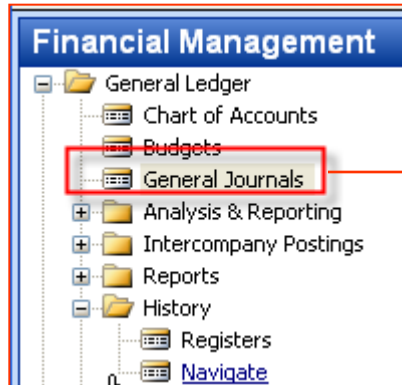 Financial Management
General Ledger
Chart of Accounts
Budgets
General Journals
Analysis & Reporting
Intercompany Postings
Reports
History
Registers
Navigate